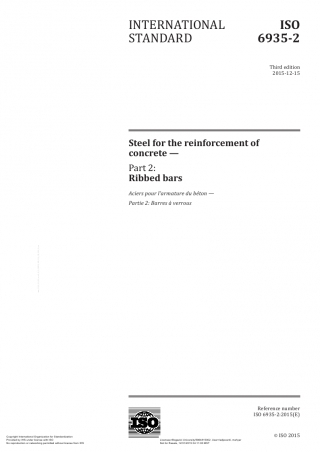 INTERNATIONAL
STANDARD
ISO
6935-2
Third edition
2015-12-15
Steel for the reinforcement of
concrete —
Part 2:
Ribbed bars
Aciers pour l'armature du béton —
Partie 2: Barres à verrous
ISO
Reference number
ISO 6935-2:2015(E)
© ISO 2015